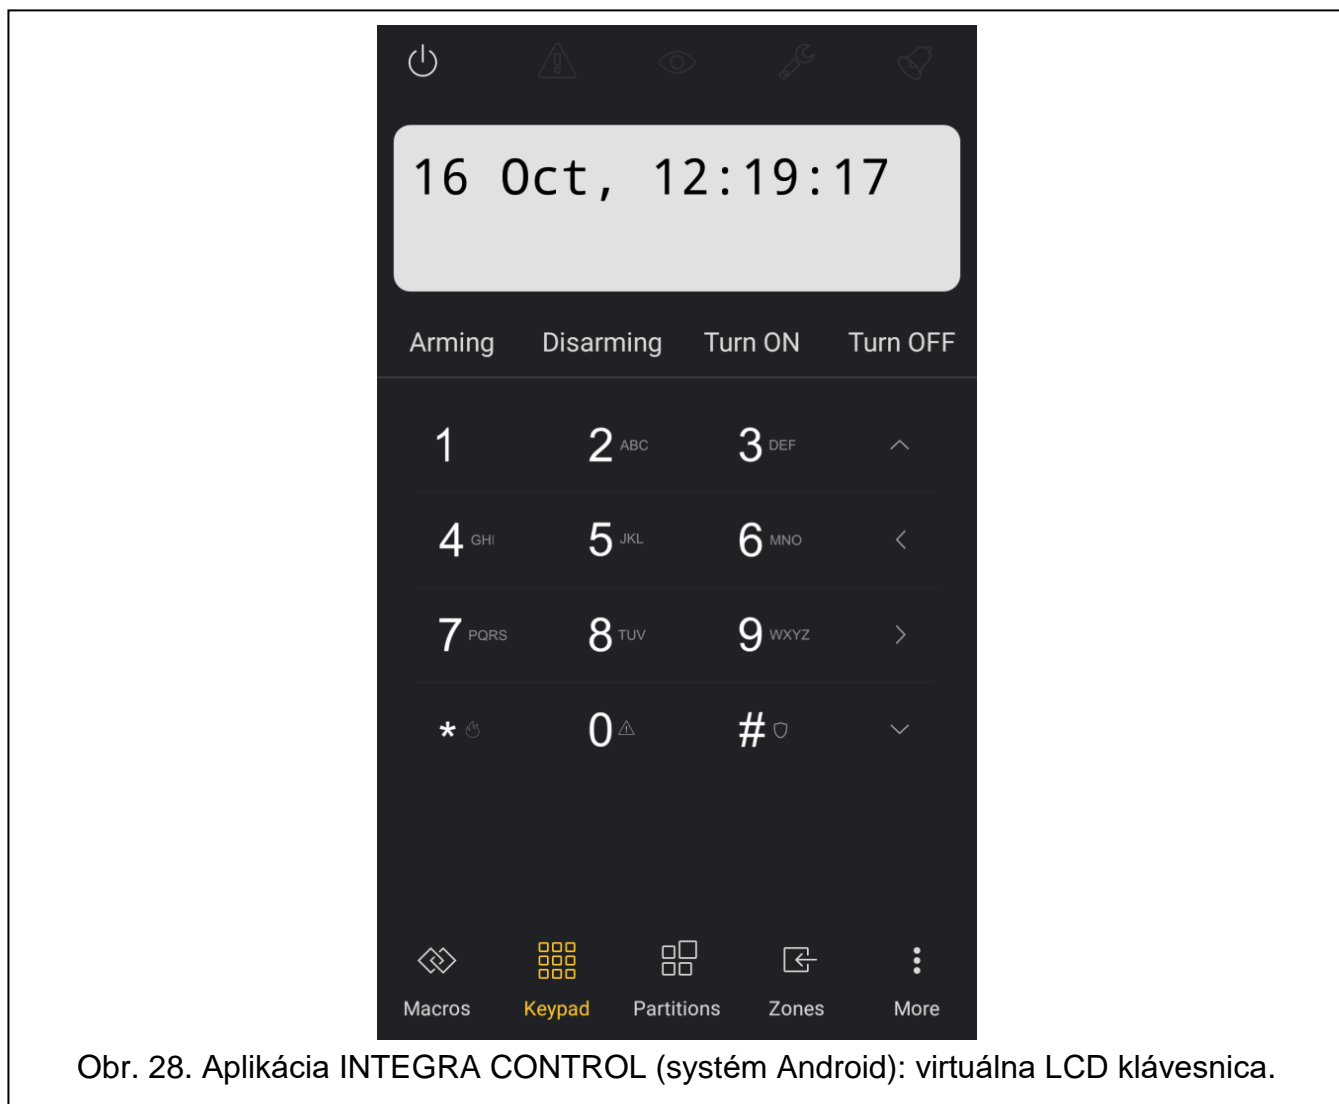 16 Oct, 12:19:17
Arming Disarming Turn ON Turn OFF
1 2 ABC 3 DEF
4 GHI 5 JKL 6 MNO
7 PQRS 8 TUV 9 WXYZ
* 0 #
Macros Keypad Partitions Zones More
Obr. 28. Aplikácia INTEGRA CONTROL (systém Android): virtuálna LCD klávesnica.